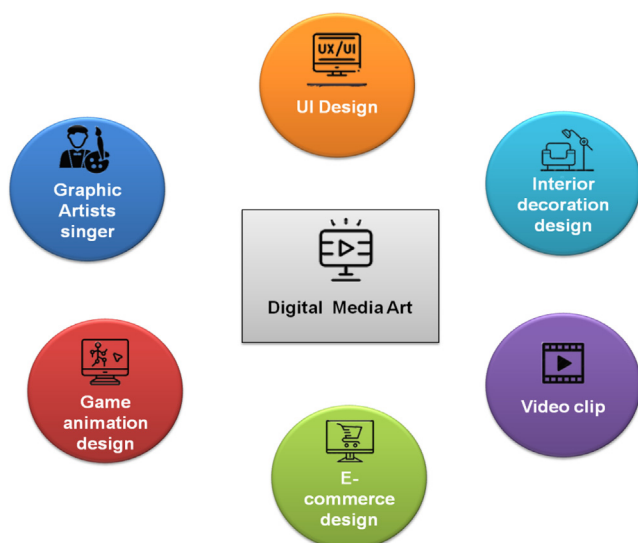 UX/UI
UI Design
Graphic
Artists
singer
Interior
decoration
design
Digital Media Art
Game
animation
design
Video clip
E-
commerce
design